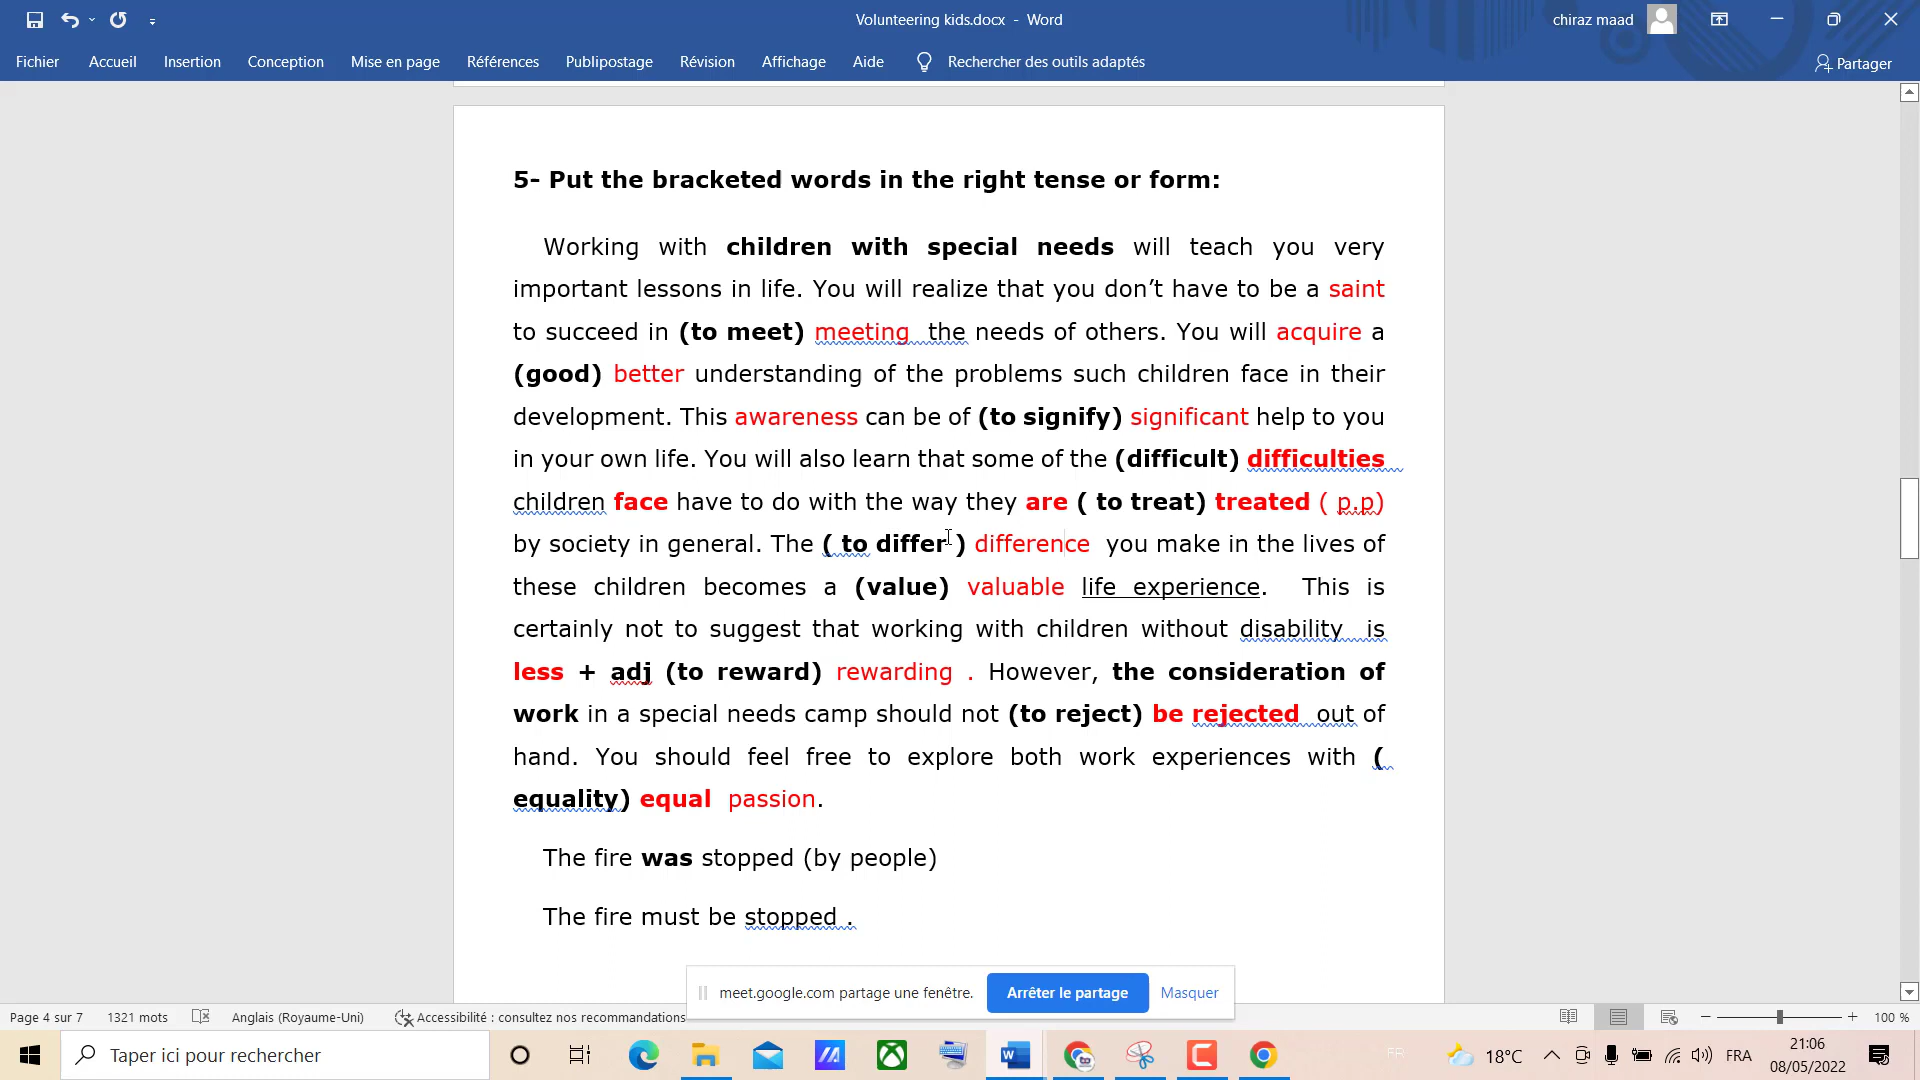 Volunteering kids.docx - Word
chiraz maad
Fichier Accueil Insertion Conception Mise en page Références Publipostage Révision Affichage Aide Rechercher des outils adaptés Partager
5- Put the bracketed words in the right tense or form:
Working with children with special needs will teach you very
important lessons in life. You will realize that you don’t have to be a saint
to succeed in (to meet) meeting the needs of others. You will acquire a
(good) better understanding of the problems such children face in their
development. This awareness can be of (to signify) significant help to you
in your own life. You will also learn that some of the (difficult) difficulties
children face have to do with the way they are ( to treat) treated ( p.p)
by society in general. The ( to differ ) difference you make in the lives of
these children becomes a (value) valuable life experience. This is
certainly not to suggest that working with children without disability is
less + adj (to reward) rewarding . However, the consideration of
work in a special needs camp should not (to reject) be rejected out of
hand. You should feel free to explore both work experiences with (
equality) equal passion.
The fire was stopped (by people)
The fire must be stopped .
meet.google.com partage une fenêtre. Arrêter le partage Masquer
Page 4 sur 7 1321 mots Anglais (Royaume-Uni) Accessibilité : consultez nos recommandations 100 %
Taper ici pour rechercher
FR
18°C
FRA
21:06
08/05/2022